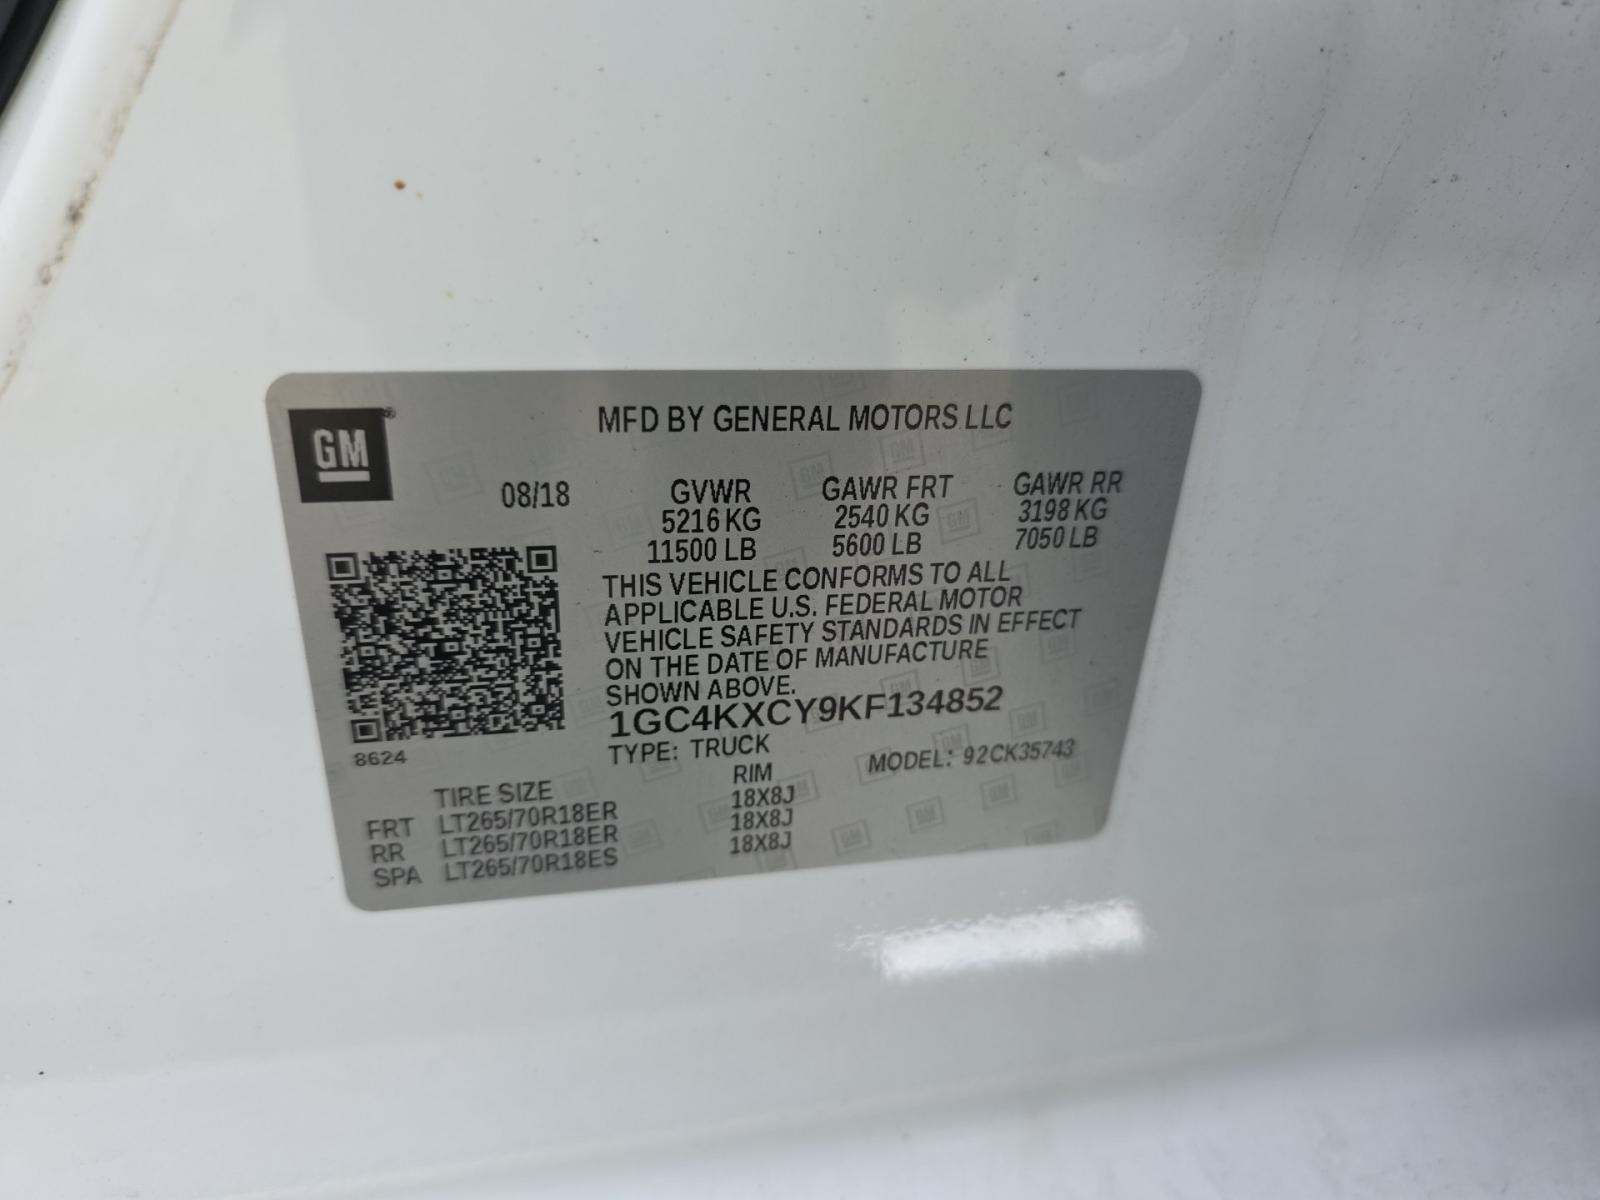 GM
MFD BY GENERAL MOTORS LLC
08/18 GVWR GAWR FRT GAWR RR
5216 KG 2540 KG 3198 KG
11500 LB 5600 LB 7050 LB
THIS VEHICLE CONFORMS TO ALL
APPLICABLE U.S. FEDERAL MOTOR
VEHICLE SAFETY STANDARDS IN EFFECT
ON THE DATE OF MANUFACTURE
SHOWN ABOVE.
1GC4KXCY9KF134852
8624
TYPE: TRUCK MODEL: 92CK35743
TIRE SIZE RIM
FRT LT265/70R18ER 18X8J
RR LT265/70R18ER 18X8J
SPA LT265/70R18ES 18X8J